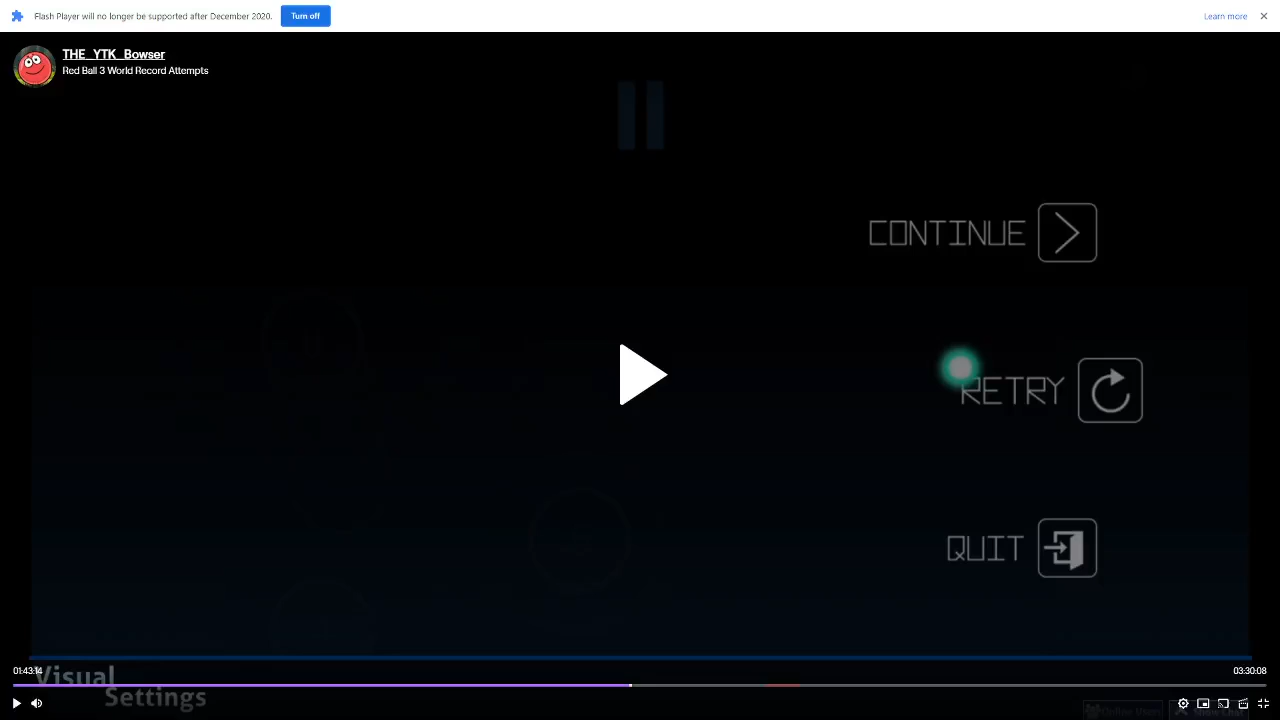 Flash Player will no longer be supported after December 2020. Turn off Learn more
THE_YTK_Bowser
Red Ball 3 World Record Attempts
CONTINUE
RETRY
QUIT
01:43:14
03:30:08
Visual
Settings